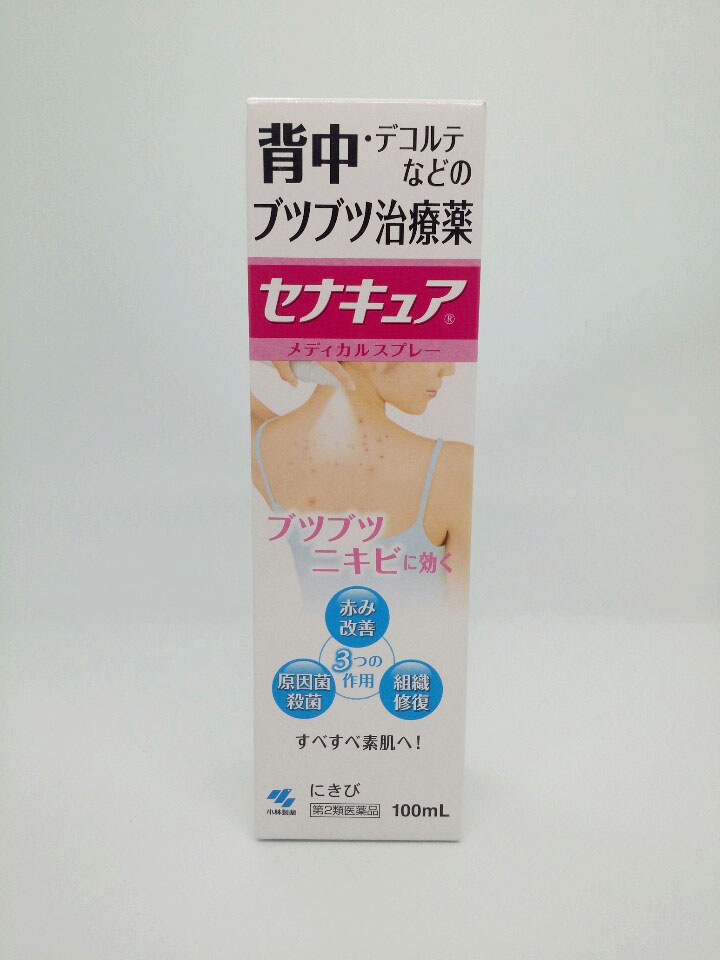 背中・デコルテ
などの
ブツブツ治療薬
セナキュア®
メディカルスプレー
ブツブツ
ニキビに効く
赤み
改善
3つの
作用
原因菌
殺菌
組織
修復
すべすべ素肌へ！
にきび
小林製薬
第2類医薬品
100mL